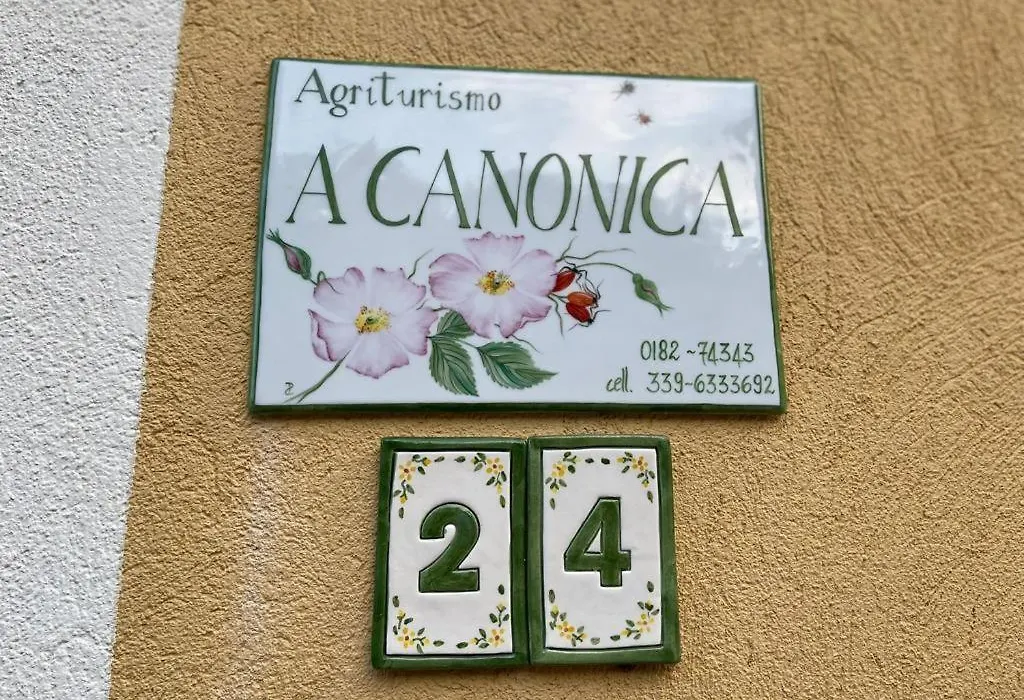 Agriturismo
A CANONICA
0182 ~ 74343
cell. 339-6333692
24